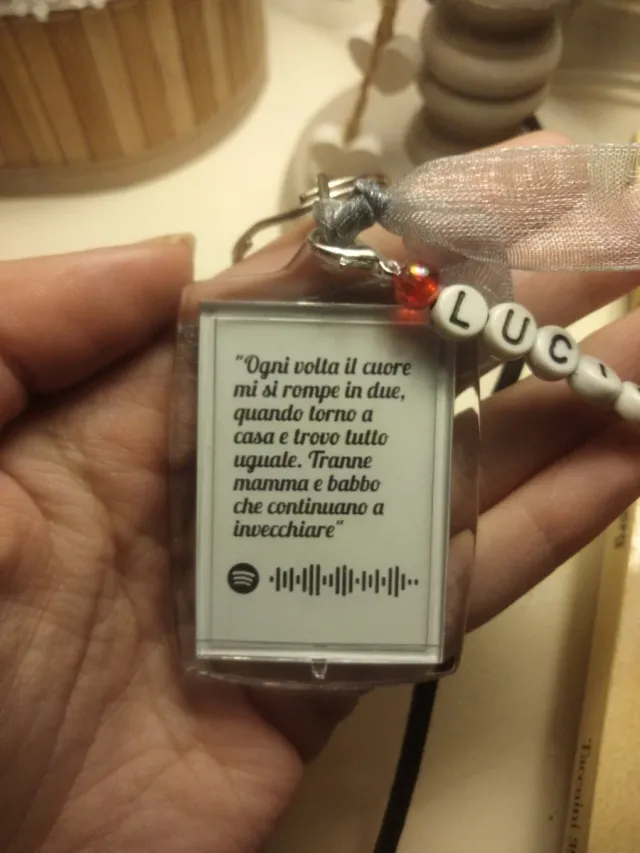 LUC
"Ogni volta il cuore
mi si rompe in due,
quando torno a
casa e trovo tutto
uguale. Tranne
mamma e babbo
che continuano a
invecchiare"
Taccuini